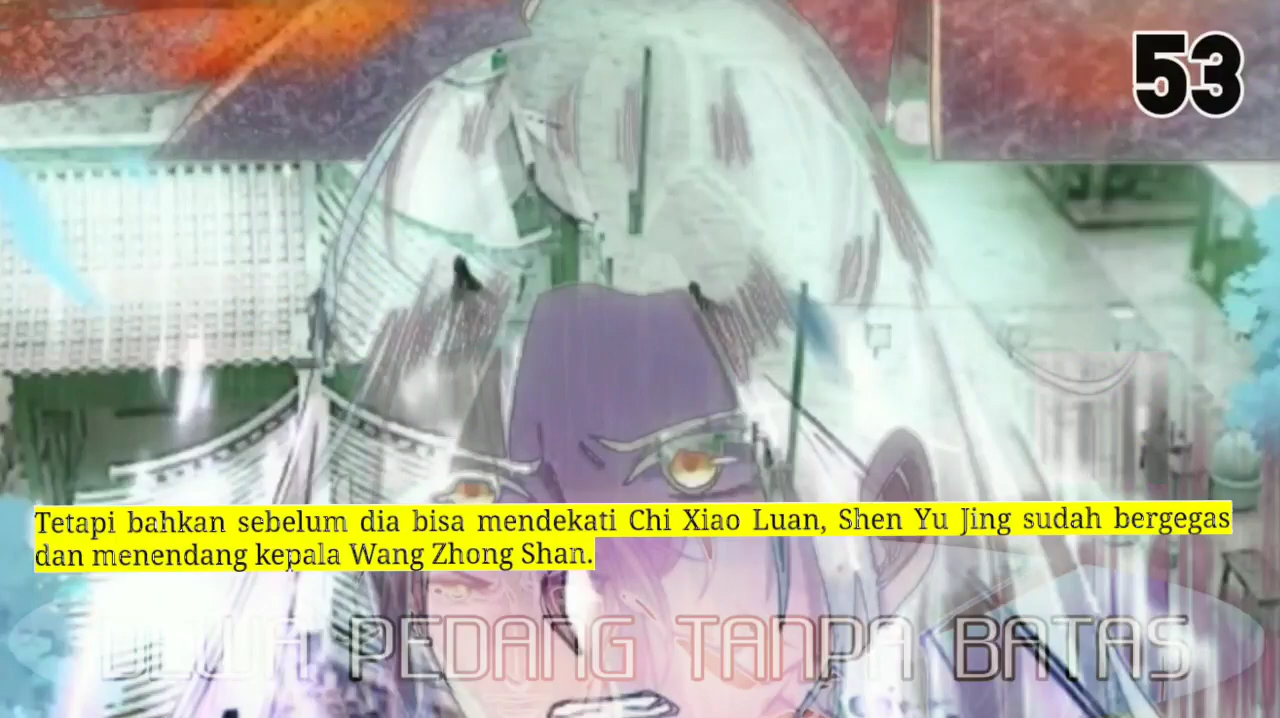 53
Tetapi bahkan sebelum dia bisa mendekati Chi Xiao Luan, Shen Yu Jing sudah bergegas
dan menendang kepala Wang Zhong Shan.
DEWA PEDANG TANPA BATAS